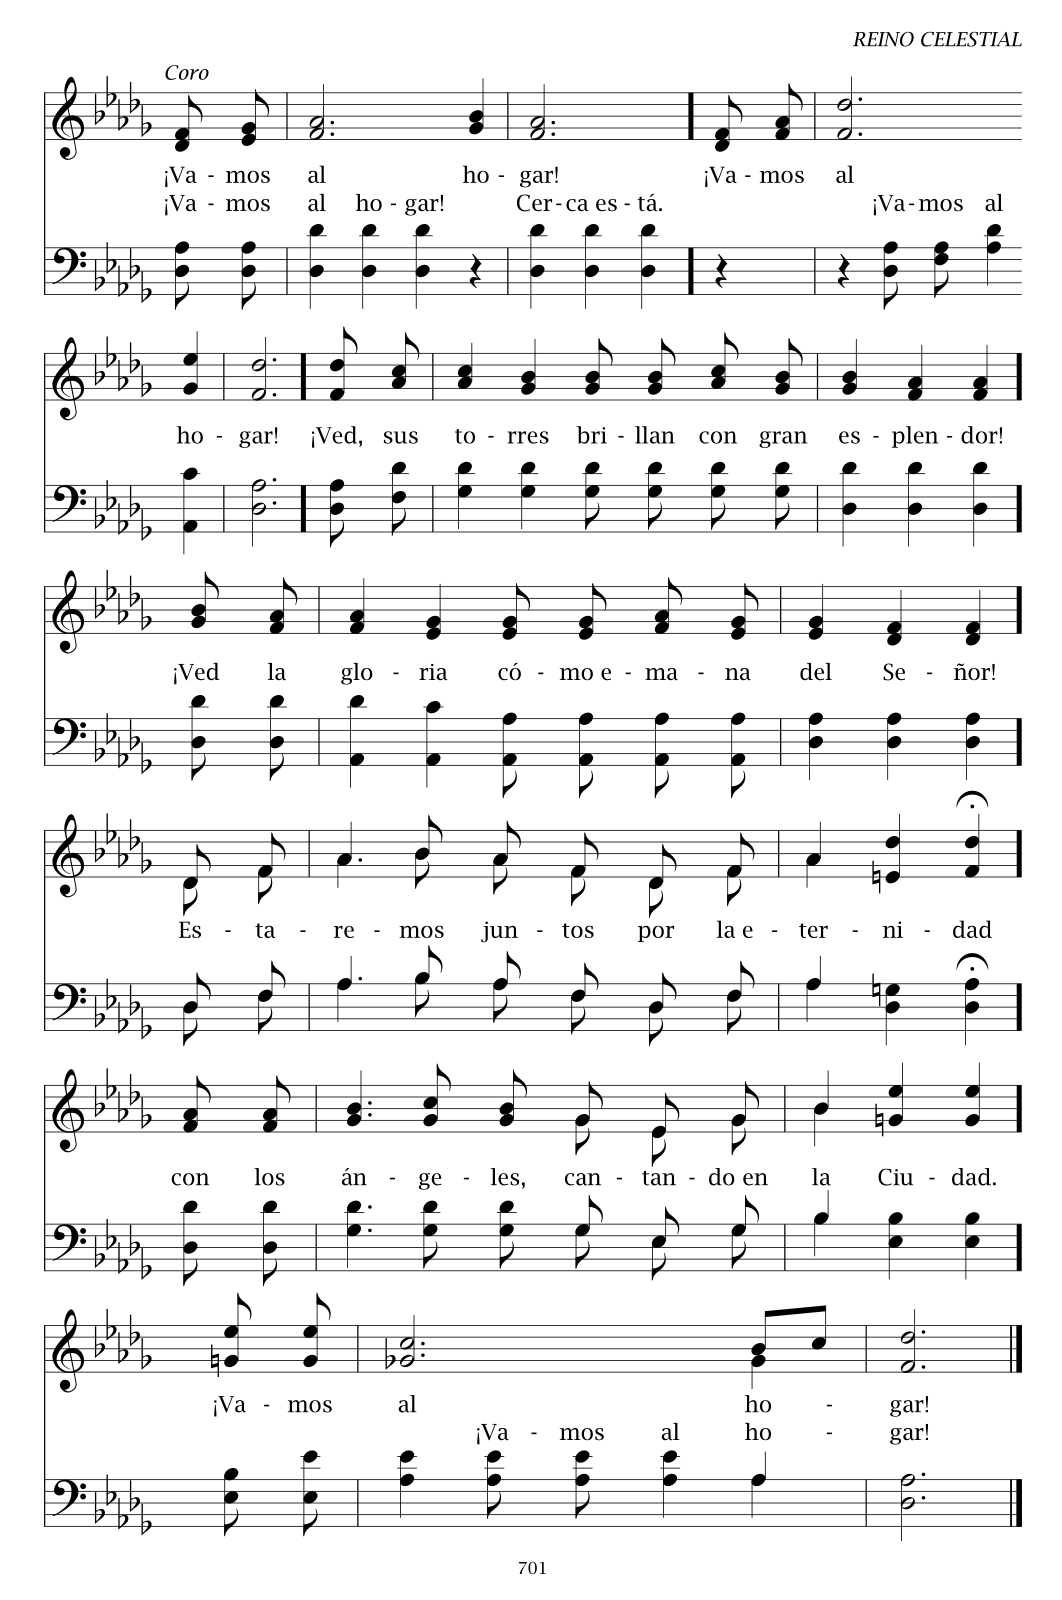 REINO CELESTIAL
Coro
¡Va - mos al ho - gar! ¡Va - mos al
¡Va - mos al ho - gar! Cer - ca es - tá. ¡Va - mos al
ho - gar! ¡Ved, sus to - rres bri - llan con gran es - plen - dor!
¡Ved la glo - ria có - mo e - ma - na del Se - ñor!
Es - ta - re - mos jun - tos por la e - ter - ni - dad
con los án - ge - les, can - tan - do en la Ciu - dad.
¡Va - mos al ho - gar!
¡Va - mos al ho - gar!
701